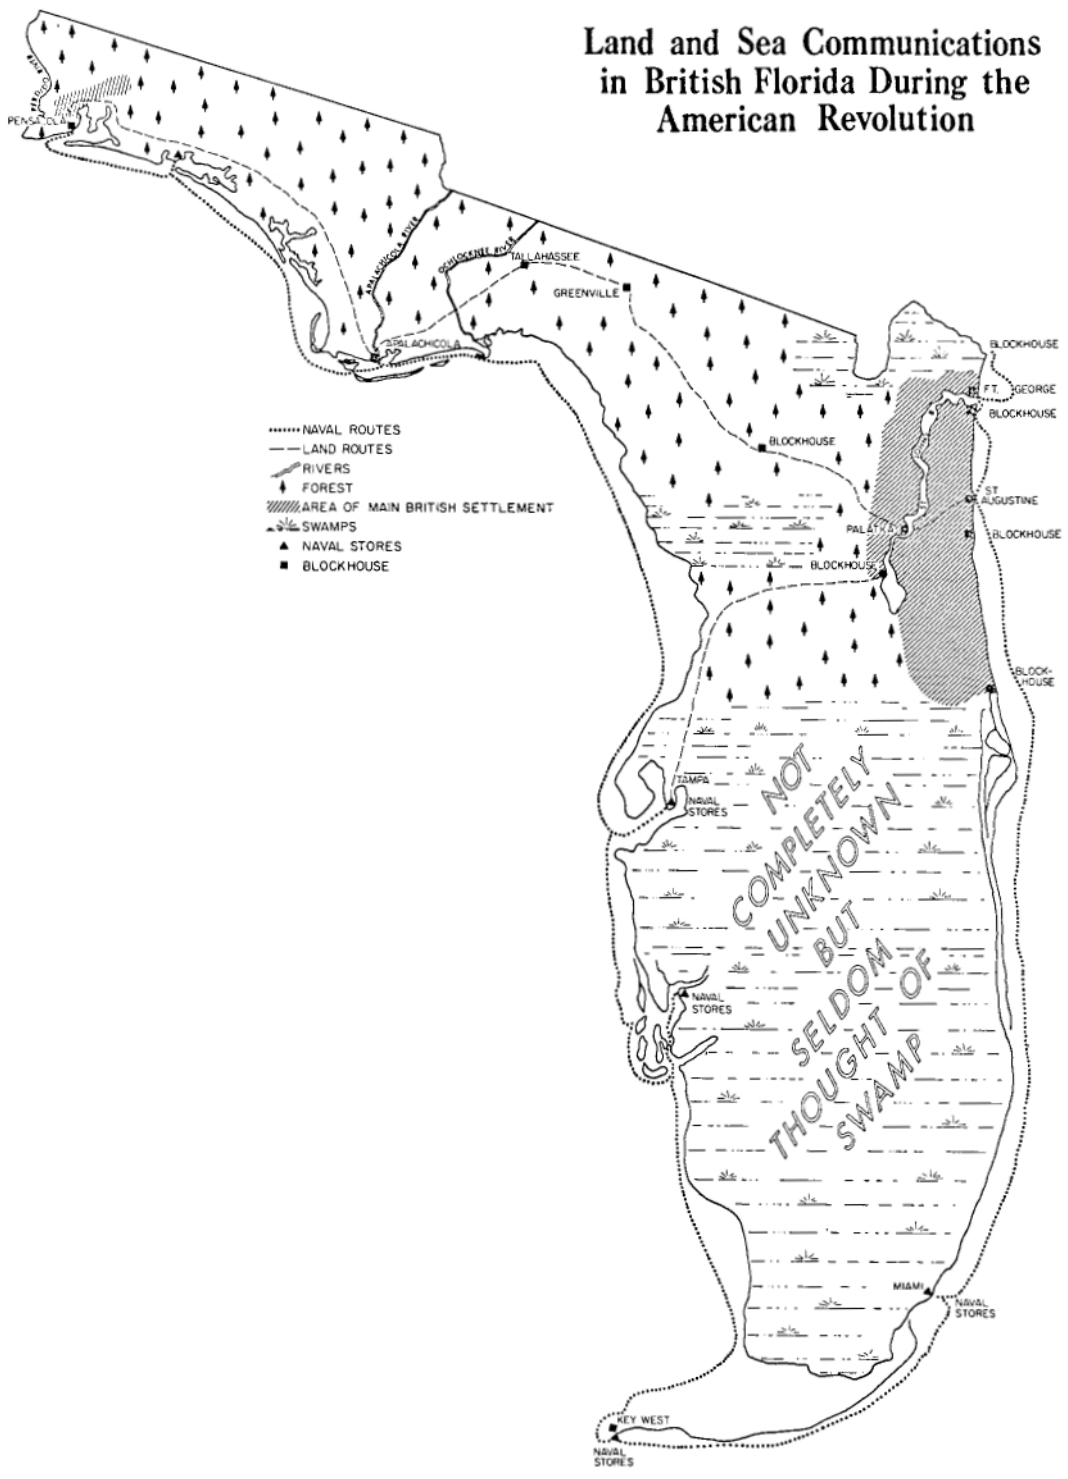 Land and Sea Communications
in British Florida During the
American Revolution
PENSACOLA
APALACHICOLA RIVER
OCHLOCKNEE RIVER
TALLAHASSEE
GREENVILLE
APALACHICOLA
BLOCKHOUSE
FT. GEORGE
BLOCKHOUSE
BLOCKHOUSE
ST.
AUGUSTINE
PALATKA
BLOCKHOUSE
BLOCKHOUSE
BLOCK-
HOUSE
NAVAL ROUTES
LAND ROUTES
RIVERS
FOREST
AREA OF MAIN BRITISH SETTLEMENT
SWAMPS
NAVAL STORES
BLOCKHOUSE
TAMPA
NAVAL
STORES
NOT
COMPLETELY
UNKNOWN
BUT
SELDOM
THOUGHT OF
SWAMP
NAVAL
STORES
MIAMI
NAVAL
STORES
KEY WEST
NAVAL
STORES